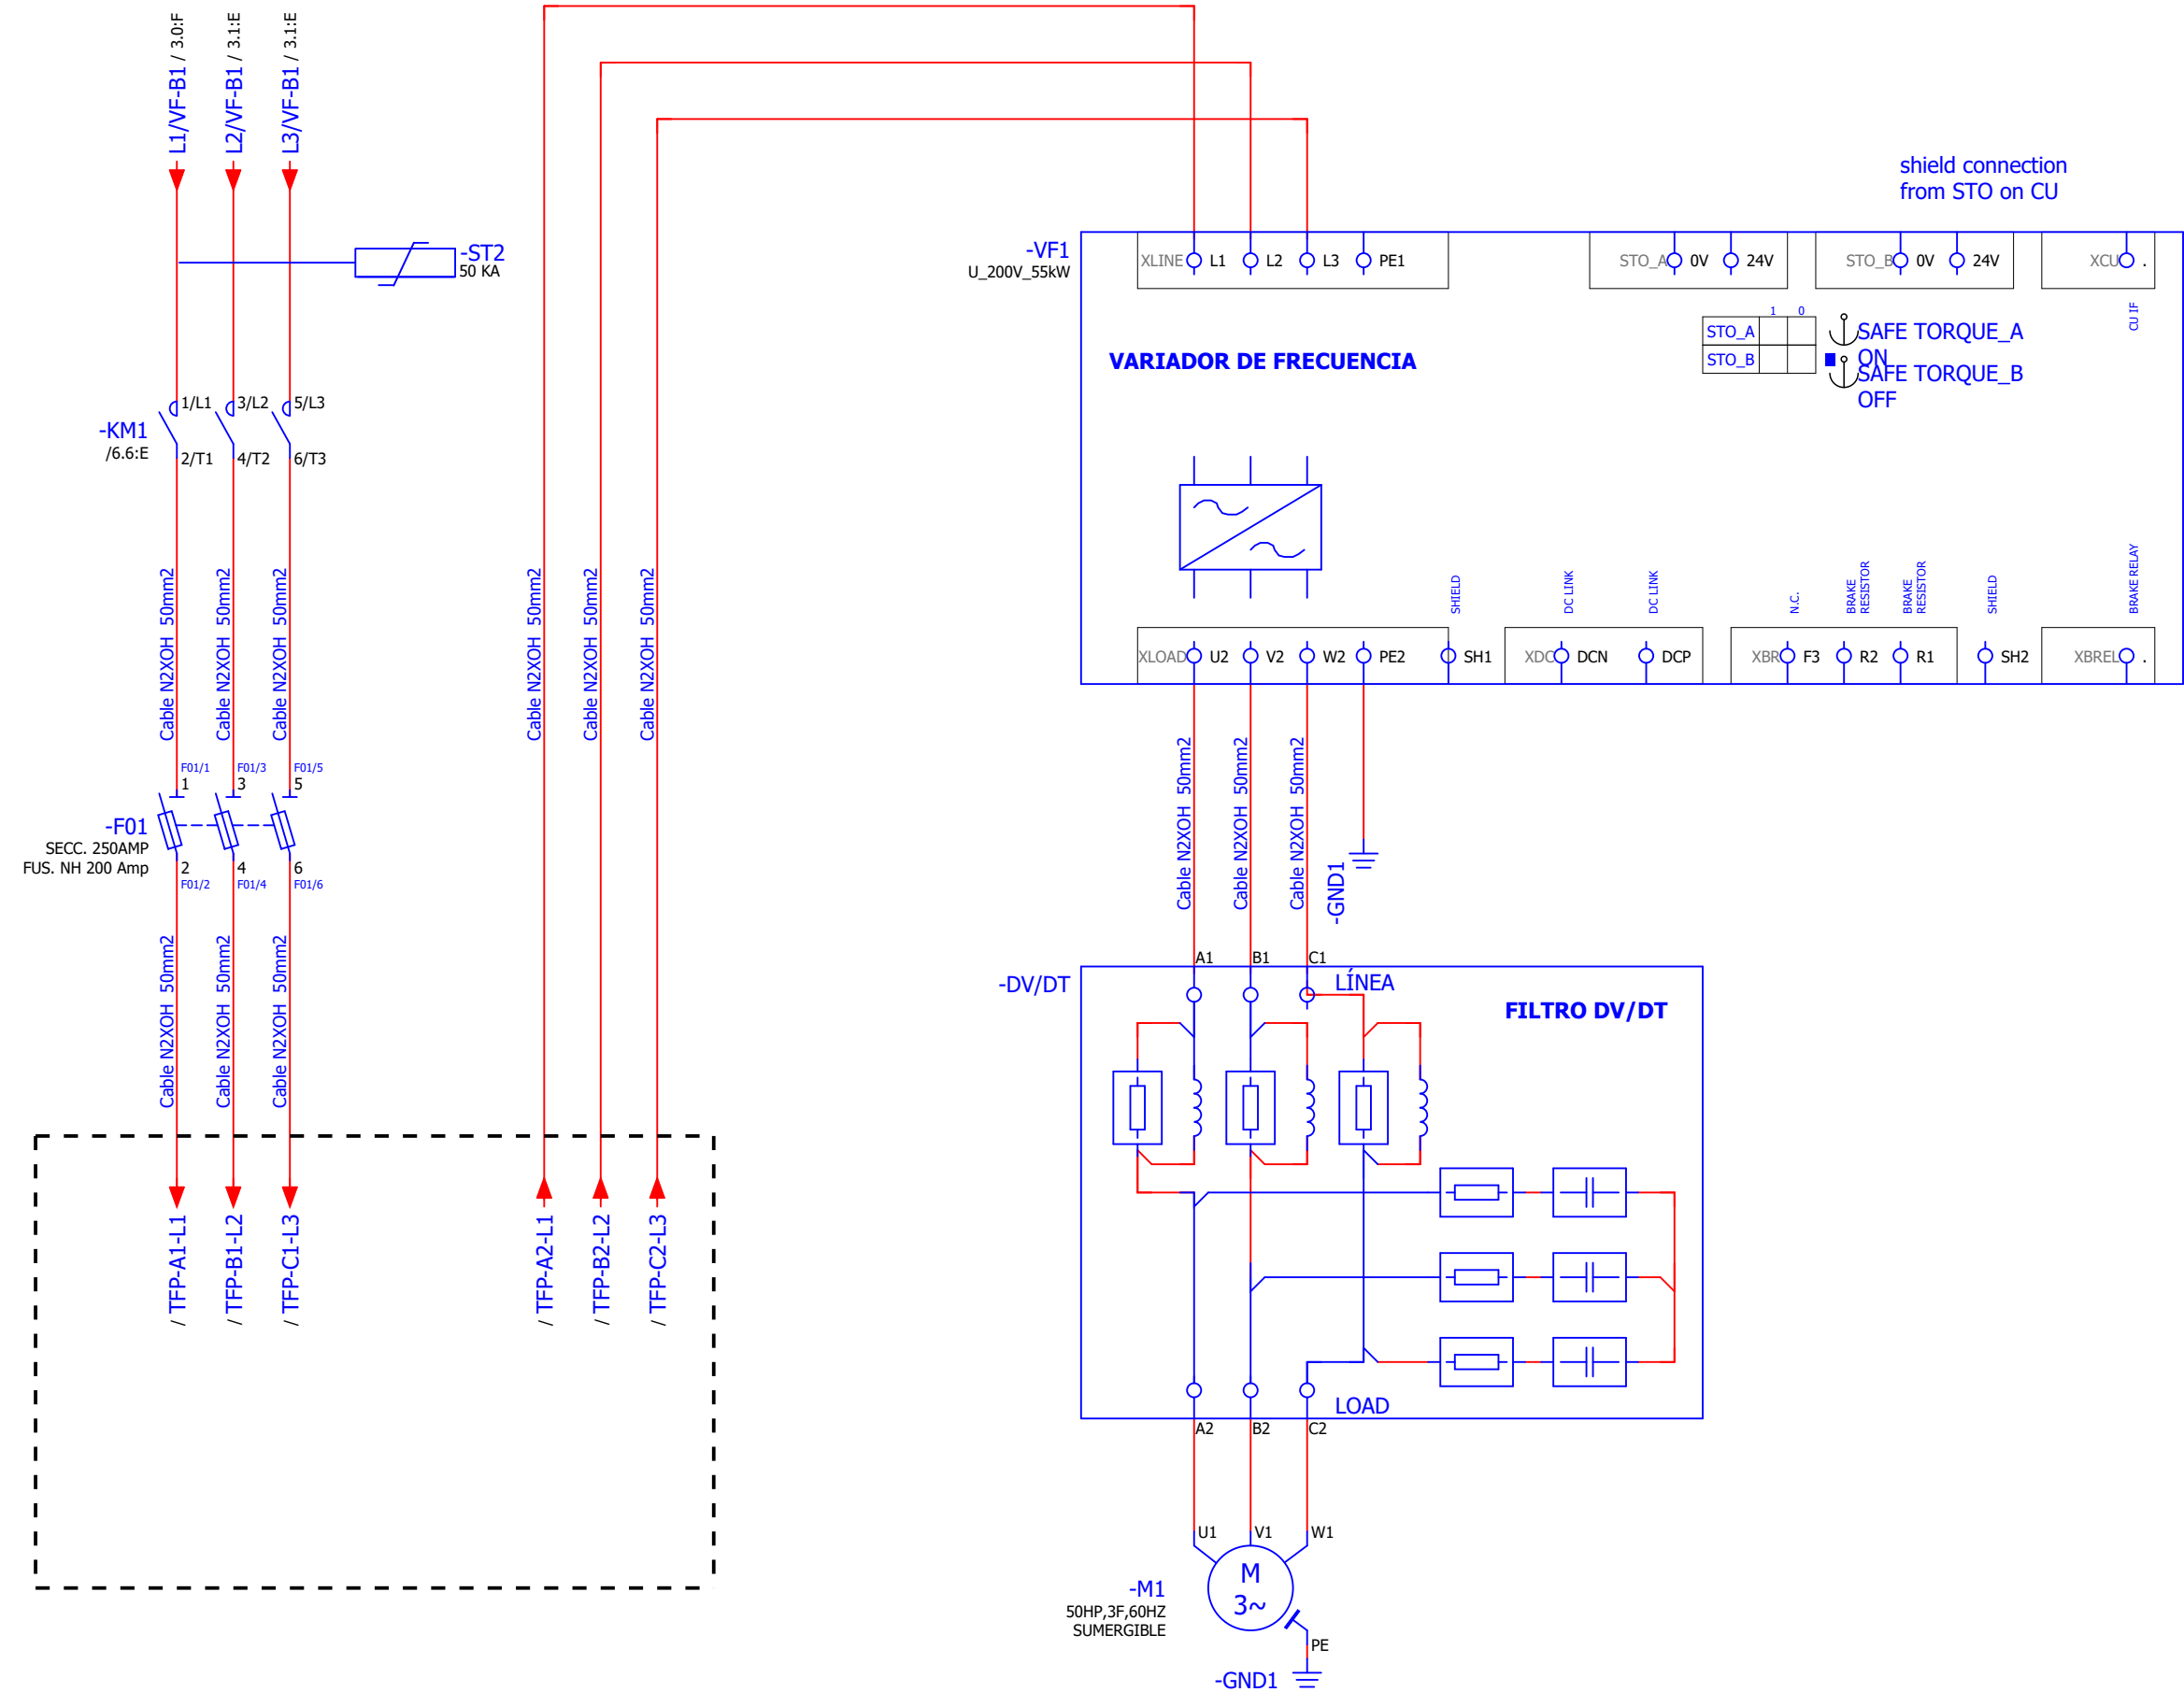 L1/VF-B1 / 3.0:F
L2/VF-B1 / 3.1:E
L3/VF-B1 / 3.1:E
-ST2
50 KA
-KM1
/6.6:E
1/L1
3/L2
5/L3
2/T1
4/T2
6/T3
Cable N2XOH 50mm2
Cable N2XOH 50mm2
Cable N2XOH 50mm2
Cable N2XOH 50mm2
Cable N2XOH 50mm2
Cable N2XOH 50mm2
F01/1
F01/3
F01/5
1
3
5
-F01
SECC. 250AMP
FUS. NH 200 Amp
2
4
6
F01/2
F01/4
F01/6
Cable N2XOH 50mm2
Cable N2XOH 50mm2
Cable N2XOH 50mm2
/ TFP-A1-L1
/ TFP-B1-L2
/ TFP-C1-L3
/ TFP-A2-L1
/ TFP-B2-L2
/ TFP-C2-L3
shield connection
from STO on CU
-VF1
U_200V_55kW
XLINE
L1
L2
L3
PE1
STO_A
0V
24V
STO_B
0V
24V
XCU
.
CU IF
1
0
STO_A
STO_B
SAFE TORQUE_A
ON
SAFE TORQUE_B
OFF
VARIADOR DE FRECUENCIA
SHIELD
DC LINK
DC LINK
N.C.
BRAKE
RESISTOR
BRAKE
RESISTOR
SHIELD
BRAKE RELAY
XLOAD
U2
V2
W2
PE2
SH1
XDC
DCN
DCP
XBR
F3
R2
R1
SH2
XBREL
.
Cable N2XOH 50mm2
Cable N2XOH 50mm2
Cable N2XOH 50mm2
-GND1
A1
B1
C1
-DV/DT
LÍNEA
FILTRO DV/DT
LOAD
A2
B2
C2
U1
V1
W1
M
3~
-M1
50HP,3F,60HZ
SUMERGIBLE
PE
-GND1